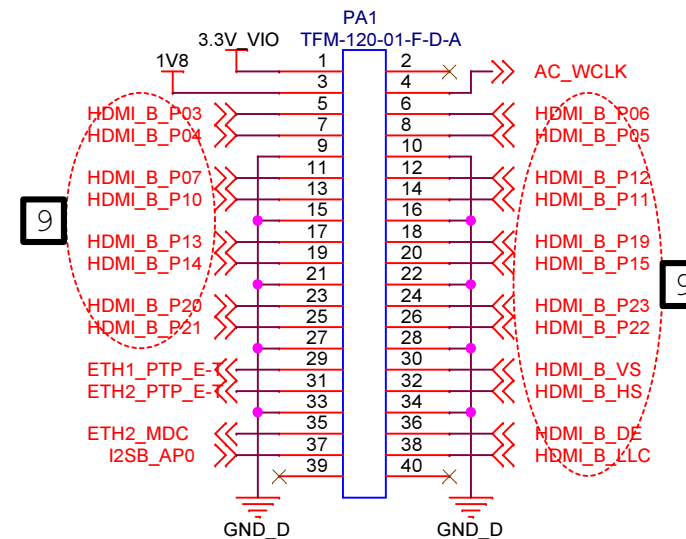 PA1
3.3V_VIO TFM-120-01-F-D-A
1V8 1 2
3 4 AC_WCLK
HDMI_B_P03 5 6 HDMI_B_P06
HDMI_B_P04 7 8 HDMI_B_P05
9 10
HDMI_B_P07 11 12 HDMI_B_P12
HDMI_B_P10 13 14 HDMI_B_P11
9 15 16
HDMI_B_P13 17 18 HDMI_B_P19
HDMI_B_P14 19 20 HDMI_B_P15
21 22 9
HDMI_B_P20 23 24 HDMI_B_P23
HDMI_B_P21 25 26 HDMI_B_P22
27 28
ETH1_PTP_E-T 29 30 HDMI_B_VS
ETH2_PTP_E-T 31 32 HDMI_B_HS
33 34
ETH2_MDC 35 36 HDMI_B_DE
I2SB_AP0 37 38 HDMI_B_LLC
39 40
GND_D GND_D